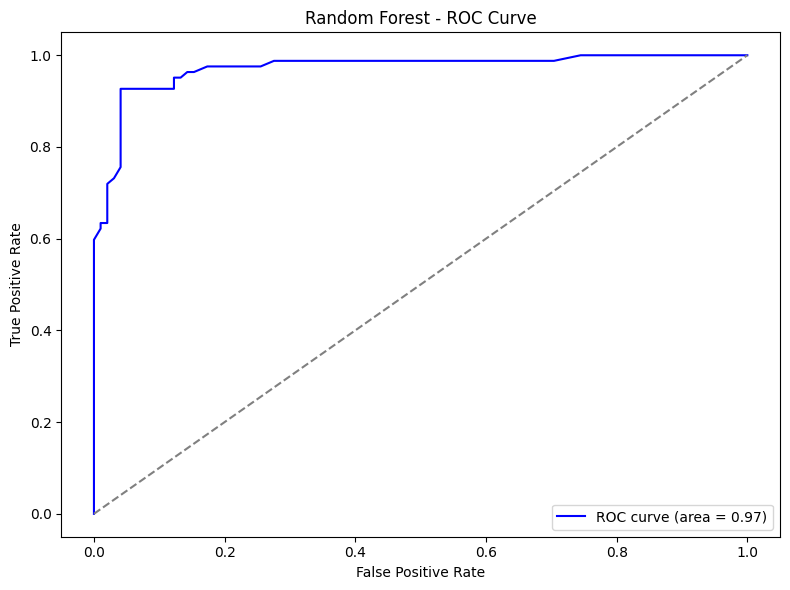 Random Forest - ROC Curve
True Positive Rate
1.0
0.8
0.6
0.4
0.2
0.0
ROC curve (area = 0.97)
0.0 0.2 0.4 0.6 0.8 1.0
False Positive Rate